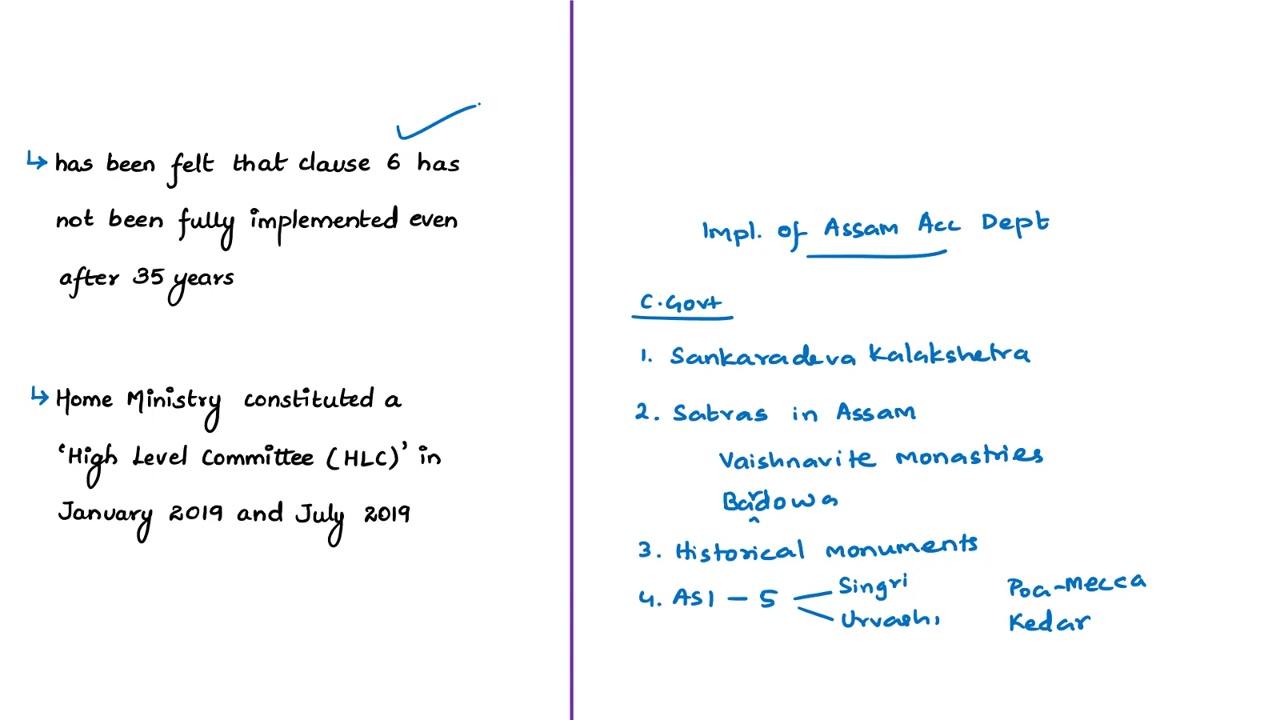 ↳ has been felt that clause 6 has
not been fully implemented even
after 35 years
↳ Home Ministry constituted a
'High Level Committee (HLC)' in
January 2019 and July 2019
Impl. of Assam Acc Dept
C.Govt
1. Sankaradeva Kalakshetra
2. Satras in Assam
Vaishnavite monastries
Bardowa
3. Historical monuments
4. ASI - 5 Singri Poa-Mecca
Urvashi Kedar